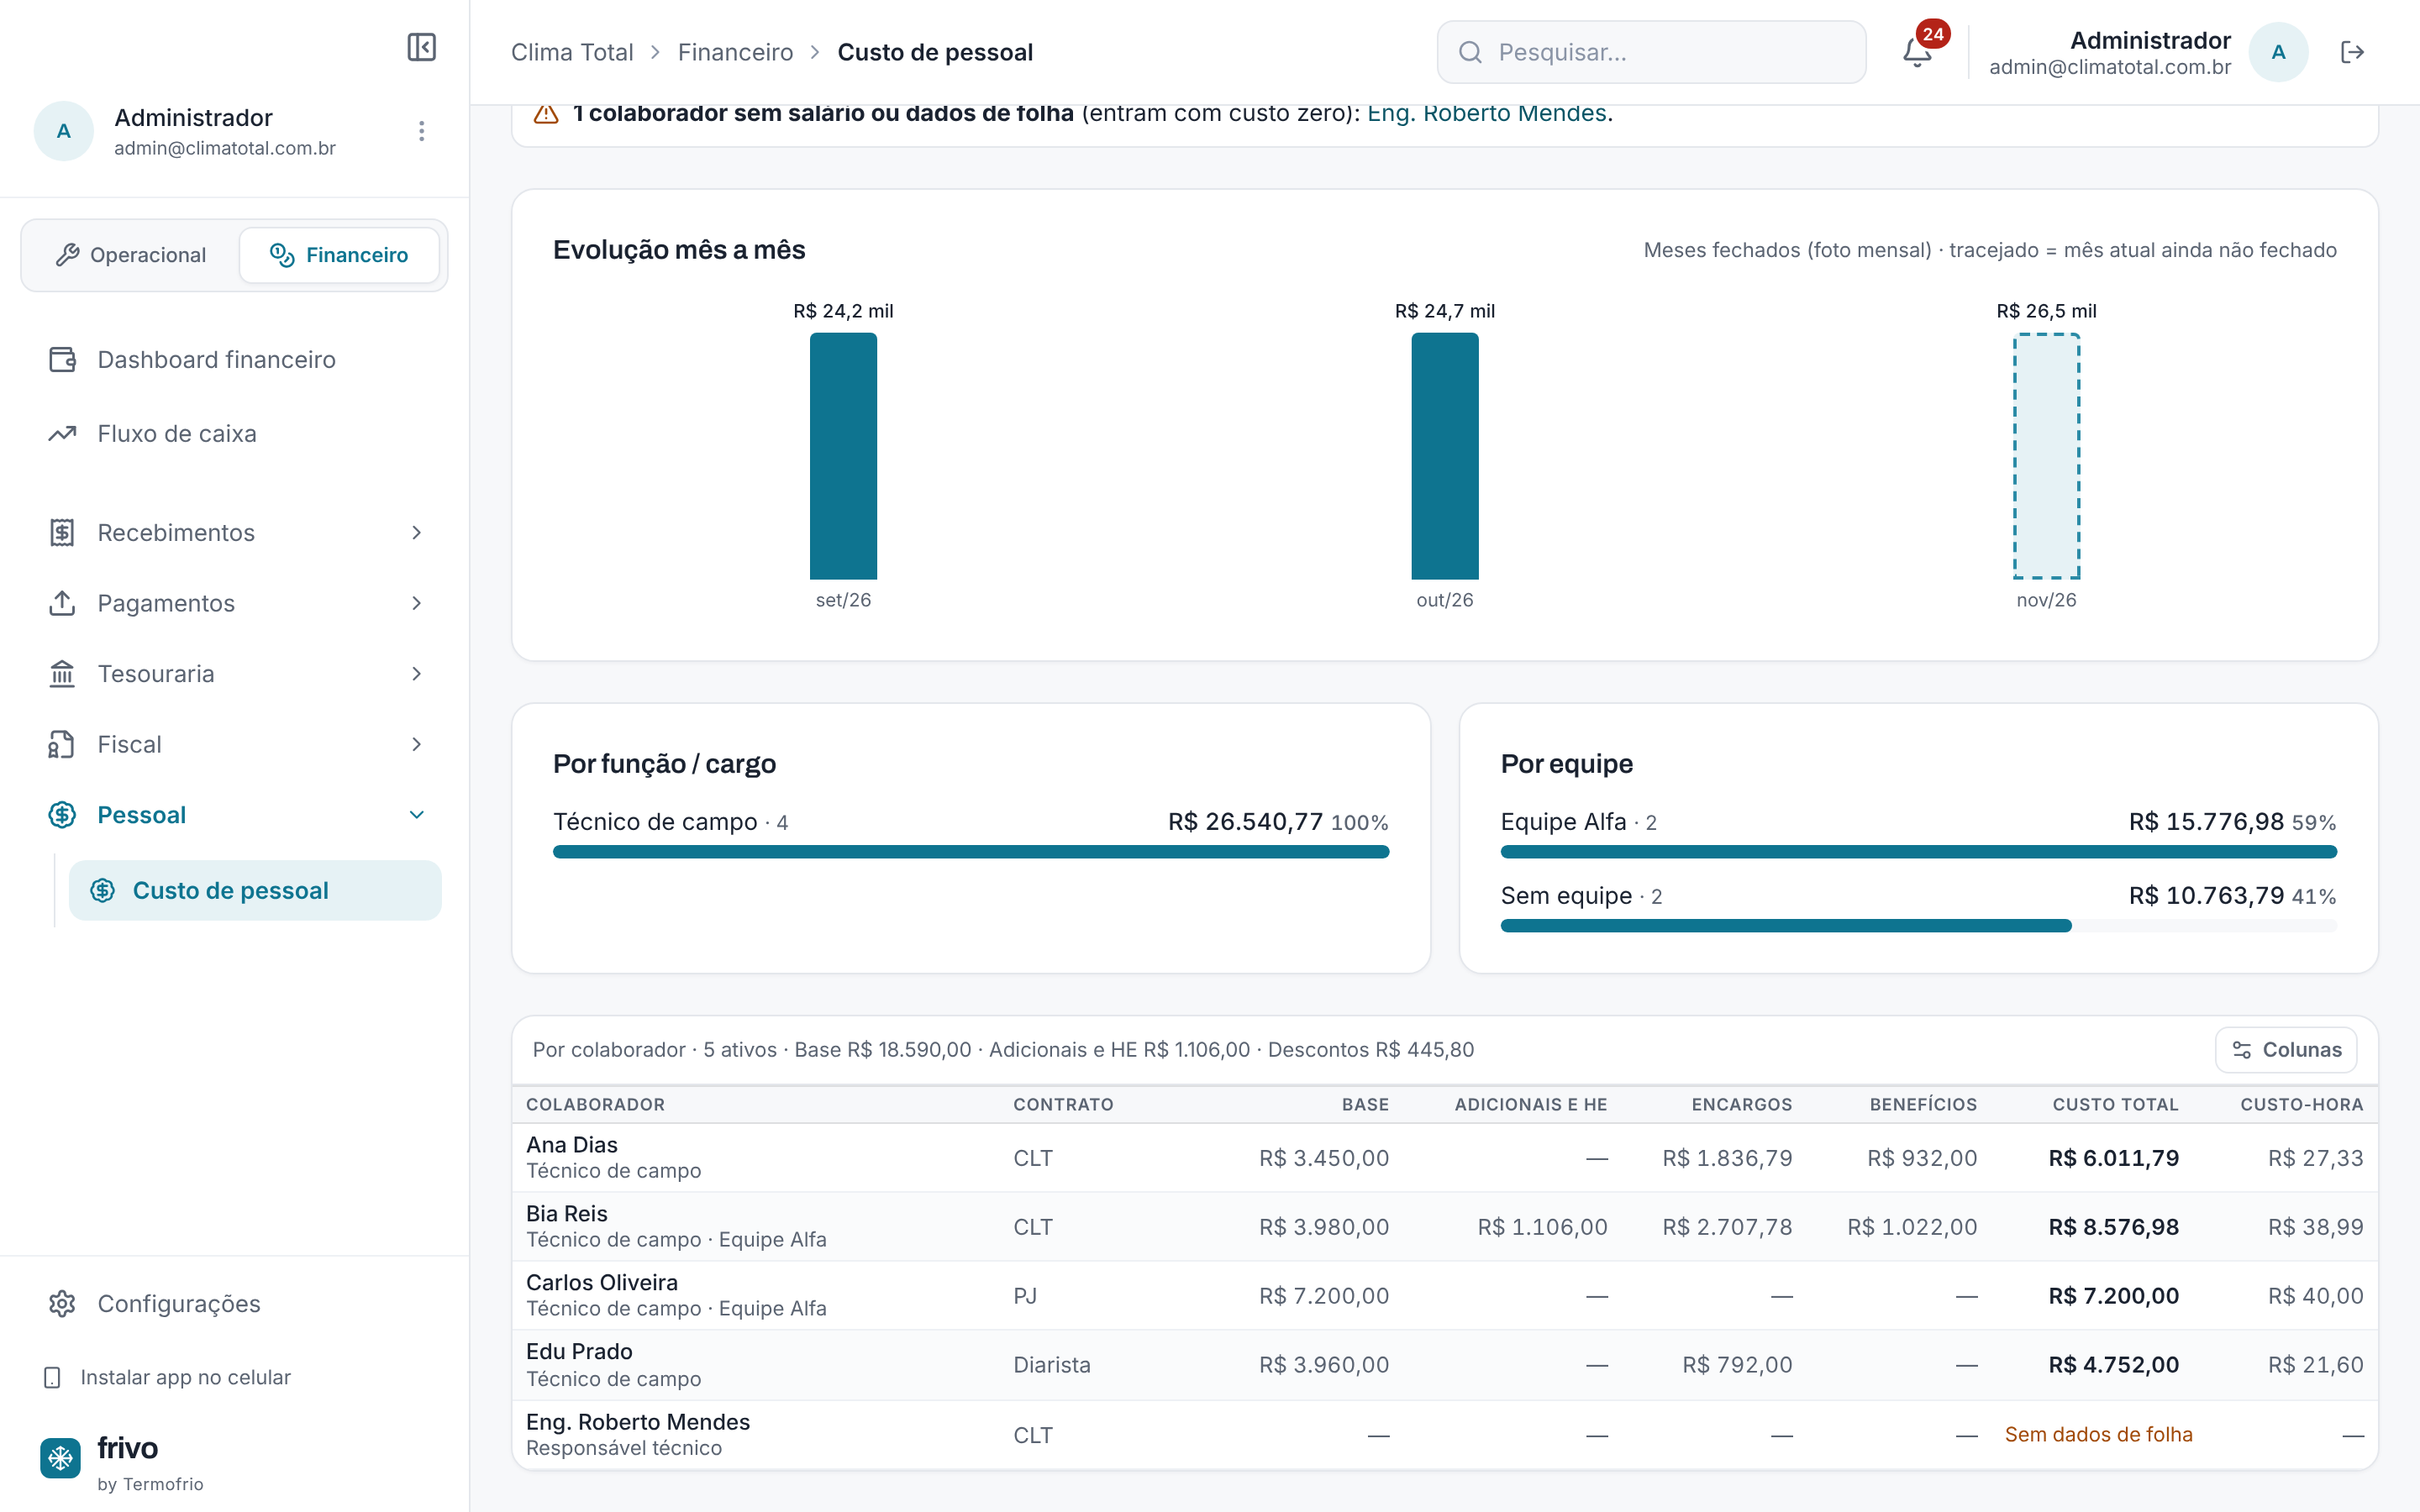 Administrador
admin@climatotal.com.br
Operacional
Financeiro
Dashboard financeiro
Fluxo de caixa
Recebimentos
Pagamentos
Tesouraria
Fiscal
Pessoal
Custo de pessoal
Configurações
Instalar app no celular
frivo
by Termofrio
Clima Total > Financeiro > Custo de pessoal
Pesquisar...
24
Administrador
admin@climatotal.com.br
A
A
1 colaborador sem salário ou dados de folha (entram com custo zero): Eng. Roberto Mendes.
Evolução mês a mês
Meses fechados (foto mensal) · tracejado = mês atual ainda não fechado
R$ 24,2 mil R$ 24,7 mil R$ 26,5 mil
set/26 out/26 nov/26
Por função / cargo
Técnico de campo · 4 R$ 26.540,77 100%
Por equipe
Equipe Alfa · 2 R$ 15.776,98 59%
Sem equipe · 2 R$ 10.763,79 41%
Por colaborador · 5 ativos · Base R$ 18.590,00 · Adicionais e HE R$ 1.106,00 · Descontos R$ 445,80
Colunas
COLABORADOR CONTRATO BASE ADICIONAIS E HE ENCARGOS BENEFÍCIOS CUSTO TOTAL CUSTO-HORA
Ana Dias
Técnico de campo
CLT R$ 3.450,00 — R$ 1.836,79 R$ 932,00 R$ 6.011,79 R$ 27,33
Bia Reis
Técnico de campo · Equipe Alfa
CLT R$ 3.980,00 R$ 1.106,00 R$ 2.707,78 R$ 1.022,00 R$ 8.576,98 R$ 38,99
Carlos Oliveira
Técnico de campo · Equipe Alfa
PJ R$ 7.200,00 — — — R$ 7.200,00 R$ 40,00
Edu Prado
Técnico de campo
Diarista R$ 3.960,00 — R$ 792,00 — R$ 4.752,00 R$ 21,60
Eng. Roberto Mendes
Responsável técnico
CLT — — — — Sem dados de folha —